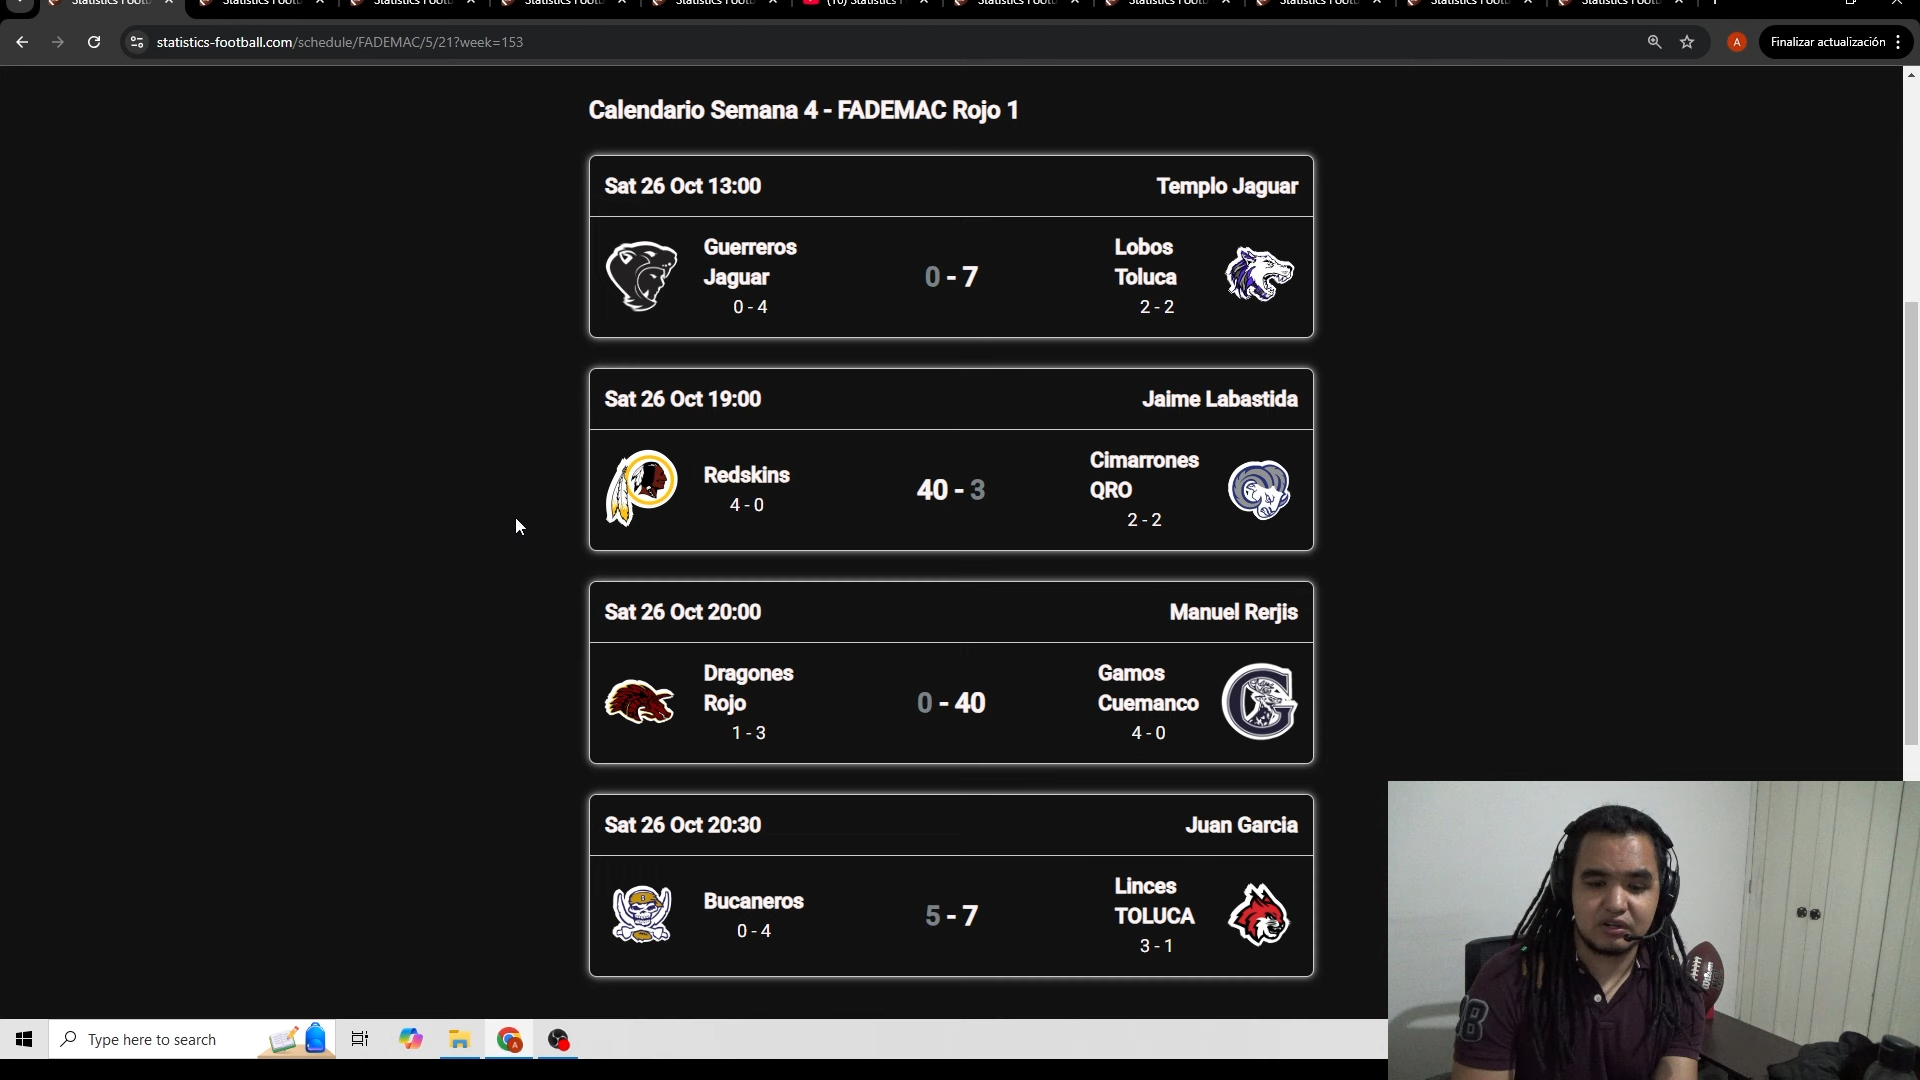 statistics-football.com/schedule/FADEMAC/5/21?week=153
Finalizar actualización
A
Calendario Semana 4 - FADEMAC Rojo 1
Sat 26 Oct 13:00
Templo Jaguar
Guerreros
Jaguar
0 - 4
0 - 7
Lobos
Toluca
2 - 2
Sat 26 Oct 19:00
Jaime Labastida
Redskins
4 - 0
40 - 3
Cimarrones
QRO
2 - 2
Sat 26 Oct 20:00
Manuel Rerjis
Dragones
Rojo
1 - 3
0 - 40
Gamos
Cuemanco
4 - 0
G
Sat 26 Oct 20:30
Juan Garcia
Bucaneros
0 - 4
5 - 7
Linces
TOLUCA
3 - 1
Type here to search